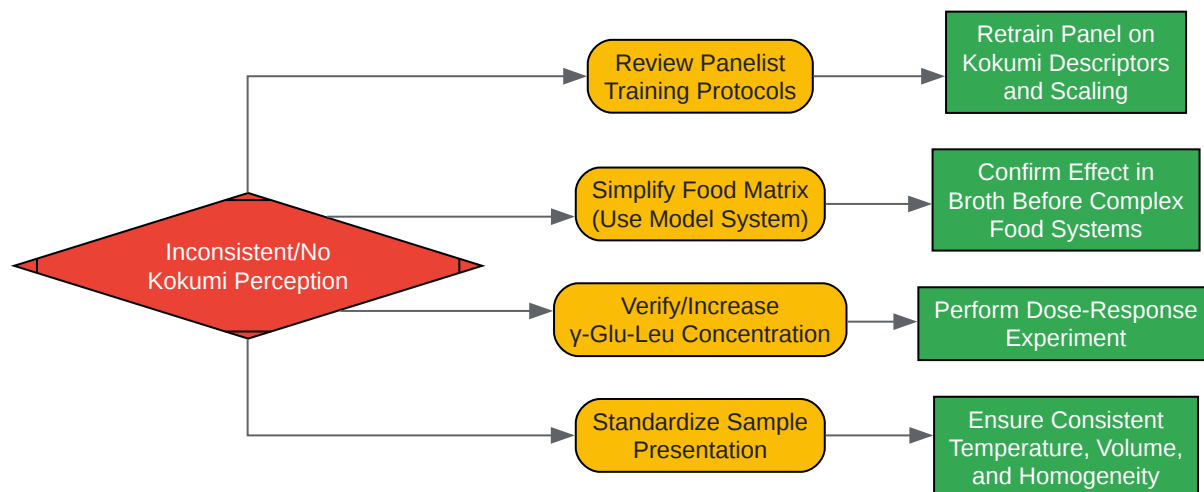 Inconsistent/No
Kokumi Perception
Review Panelist
Training Protocols
Retrain Panel on
Kokumi Descriptors
and Scaling
Simplify Food Matrix
(Use Model System)
Confirm Effect in
Broth Before Complex
Food Systems
Verify/Increase
γ-Glu-Leu Concentration
Perform Dose-Response
Experiment
Standardize Sample
Presentation
Ensure Consistent
Temperature, Volume,
and Homogeneity